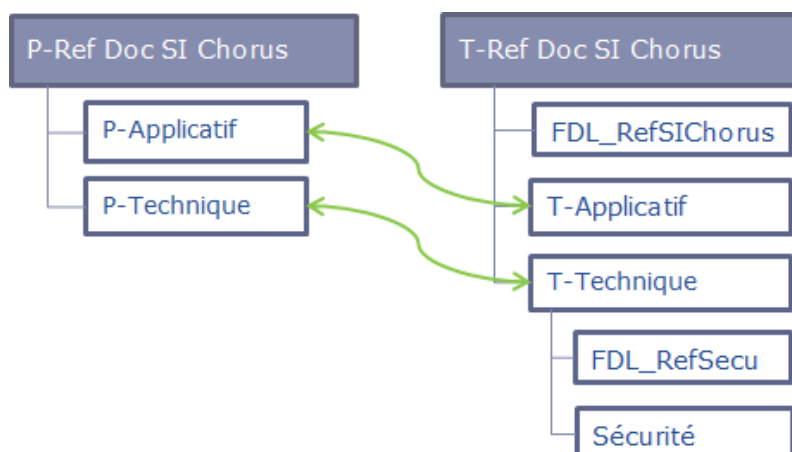 P-Ref Doc SI Chorus
P-Applicatif
P-Technique
T-Ref Doc SI Chorus
FDL_RefSIChorus
T-Applicatif
T-Technique
FDL_RefSecu
Sécurité